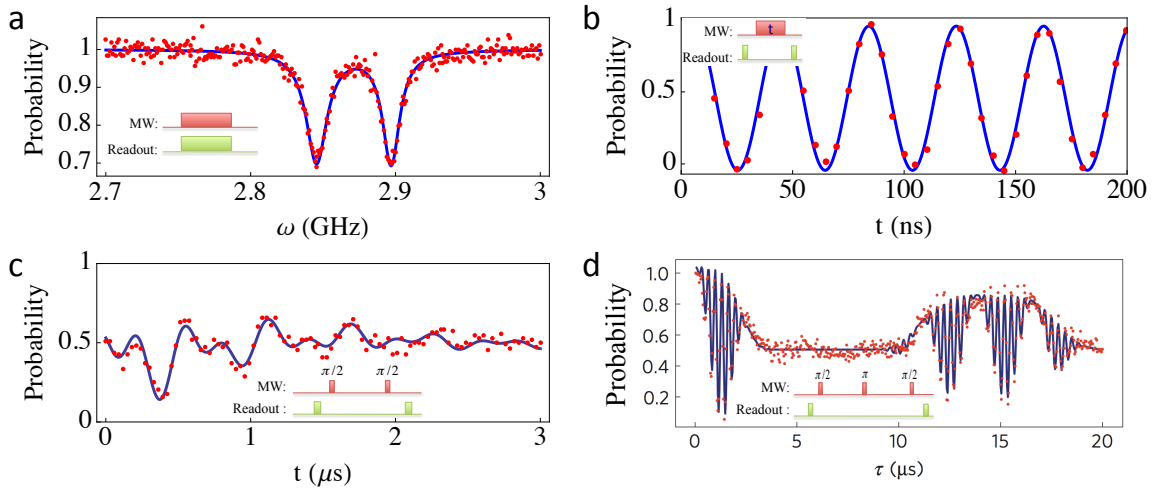 a
Probability
1
0.9
0.8
0.7
MW:
Readout:
2.7
2.8
2.9
3
ω (GHz)
b
Probability
1
0.5
0
MW:
t
Readout:
0
50
100
150
200
t (ns)
c
Probability
1
0.5
0
π/2
π/2
MW:
Readout :
0
1
2
3
t (μs)
d
Probability
1.0
0.8
0.6
0.4
0.2
π/2
π
π/2
MW:
Readout :
0
5
10
15
20
τ (μs)